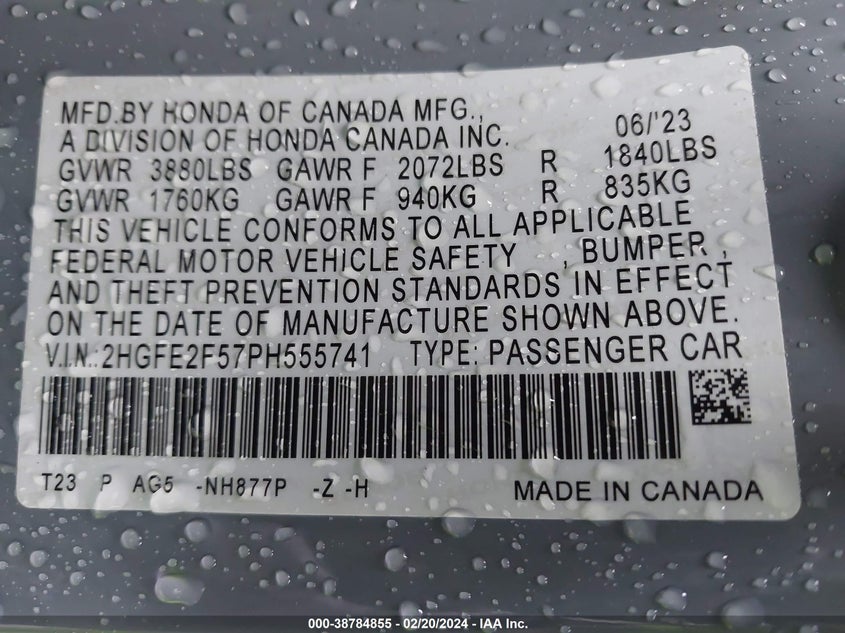 MFD.BY HONDA OF CANADA MFG.,
A DIVISION OF HONDA CANADA INC. 06/'23
GVWR 3880LBS GAWR F 2072LBS R 1840LBS
GVWR 1760KG GAWR F 940KG R 835KG
THIS VEHICLE CONFORMS TO ALL APPLICABLE
FEDERAL MOTOR VEHICLE SAFETY , BUMPER ,
AND THEFT PREVENTION STANDARDS IN EFFECT
ON THE DATE OF MANUFACTURE SHOWN ABOVE.
V.I.N.:2HGFE2F57PH555741 TYPE: PASSENGER CAR
T23 P AG5 -NH877P -Z -H MADE IN CANADA
000-38784855 - 02/20/2024 - IAA Inc.